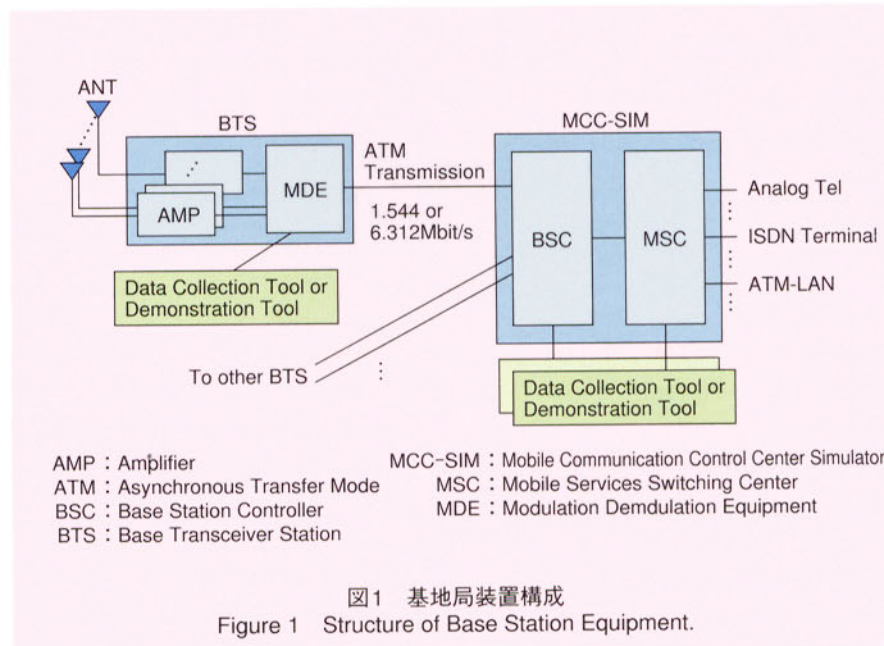 ANT
BTS
MCC-SIM
ATM
Transmission
MDE
AMP
1.544 or
6.312Mbit/s
BSC
MSC
Analog Tel
ISDN Terminal
ATM-LAN
Data Collection Tool or
Demonstration Tool
To other BTS
Data Collection Tool or
Demonstration Tool
AMP : Amplifier
ATM : Asynchronous Transfer Mode
BSC : Base Station Controller
BTS : Base Transceiver Station
MCC-SIM : Mobile Communication Control Center Simulator
MSC : Mobile Services Switching Center
MDE : Modulation Demdulation Equipment
図1 基地局装置構成
Figure 1 Structure of Base Station Equipment.